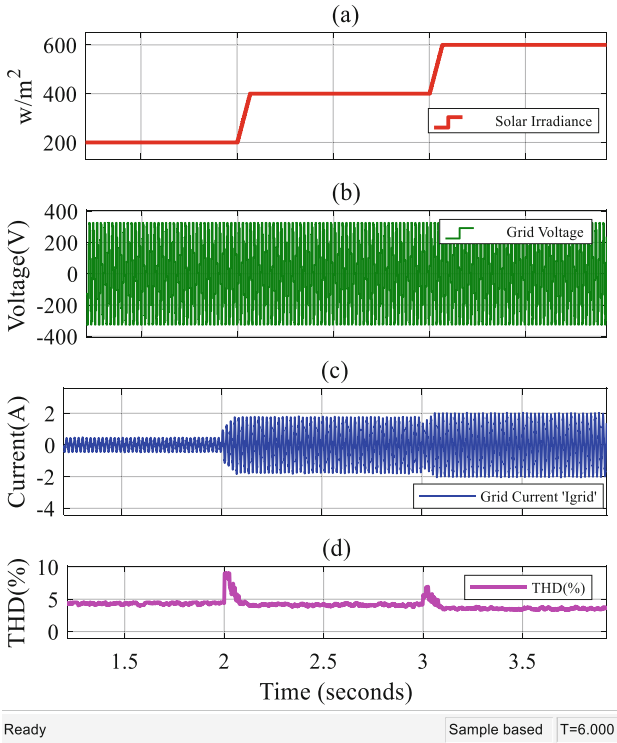 (a)
w/m²
600
400
200
Solar Irradiance
(b)
Voltage(V)
400
200
0
-200
-400
Grid Voltage
(c)
Current(A)
2
0
-2
-4
Grid Current 'Igrid'
(d)
THD(%)
10
5
0
THD(%)
1.5 2 2.5 3 3.5
Time (seconds)
Ready Sample based T=6.000